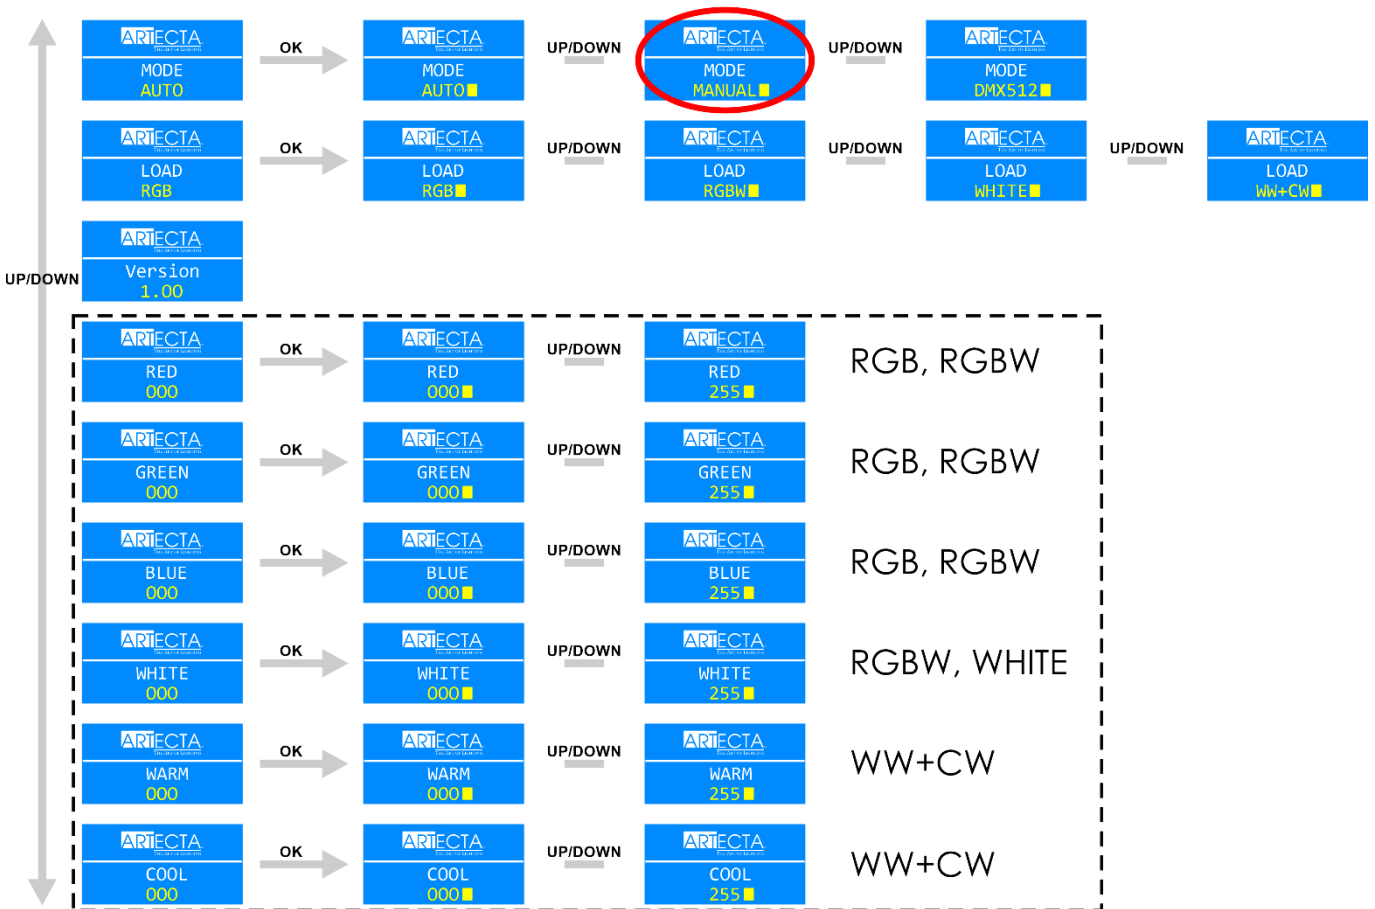 ARTECTA
OK
ARTECTA
UP/DOWN
ARTECTA
UP/DOWN
ARTECTA
MODE
AUTO
MODE
AUTO
MODE
MANUAL
MODE
DMX512
ARTECTA
OK
ARTECTA
UP/DOWN
ARTECTA
UP/DOWN
ARTECTA
UP/DOWN
ARTECTA
LOAD
RGB
LOAD
RGB
LOAD
RGBW
LOAD
WHITE
LOAD
WW+CW
ARTECTA
Version
1.00
UP/DOWN
ARTECTA
RED
000
OK
ARTECTA
RED
000
UP/DOWN
ARTECTA
RED
255
RGB, RGBW
ARTECTA
GREEN
000
OK
ARTECTA
GREEN
000
UP/DOWN
ARTECTA
GREEN
255
RGB, RGBW
ARTECTA
BLUE
000
OK
ARTECTA
BLUE
000
UP/DOWN
ARTECTA
BLUE
255
RGB, RGBW
ARTECTA
WHITE
000
OK
ARTECTA
WHITE
000
UP/DOWN
ARTECTA
WHITE
255
RGBW, WHITE
ARTECTA
WARM
000
OK
ARTECTA
WARM
000
UP/DOWN
ARTECTA
WARM
255
WW+CW
ARTECTA
COOL
000
OK
ARTECTA
COOL
000
UP/DOWN
ARTECTA
COOL
255
WW+CW